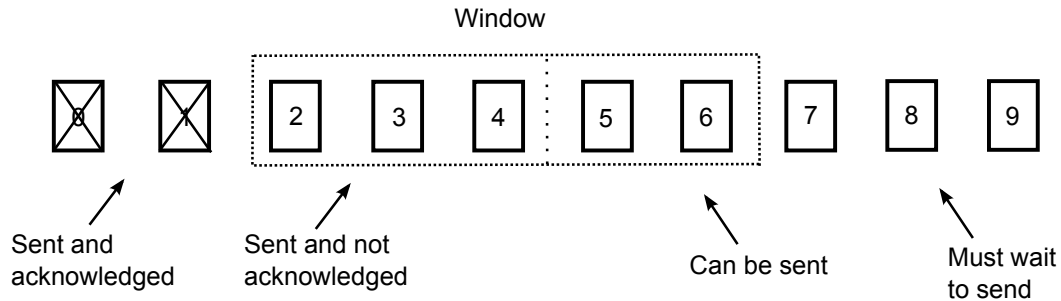 Window
0 1 2 3 4 5 6 7 8 9
Sent and
acknowledged
Sent and not
acknowledged
Can be sent
Must wait
to send